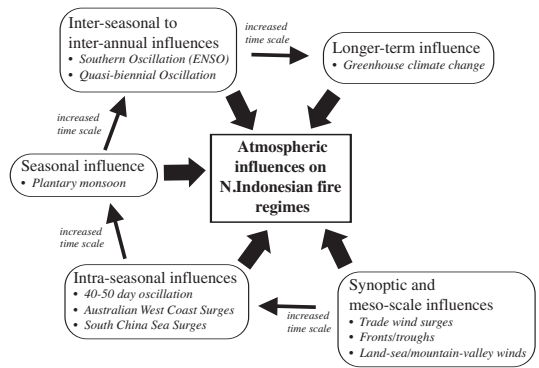 Inter-seasonal to
inter-annual influences
• Southern Oscillation (ENSO)
• Quasi-biennial Oscillation
increased
time scale
Longer-term influence
• Greenhouse climate change
increased
time scale
Atmospheric
influences on
N.Indonesian fire
regimes
Seasonal influence
• Plantary monsoon
increased
time scale
Intra-seasonal influences
• 40-50 day oscillation
• Australian West Coast Surges
• South China Sea Surges
increased
time scale
Synoptic and
meso-scale influences
• Trade wind surges
• Fronts/troughs
• Land-sea/mountain-valley winds